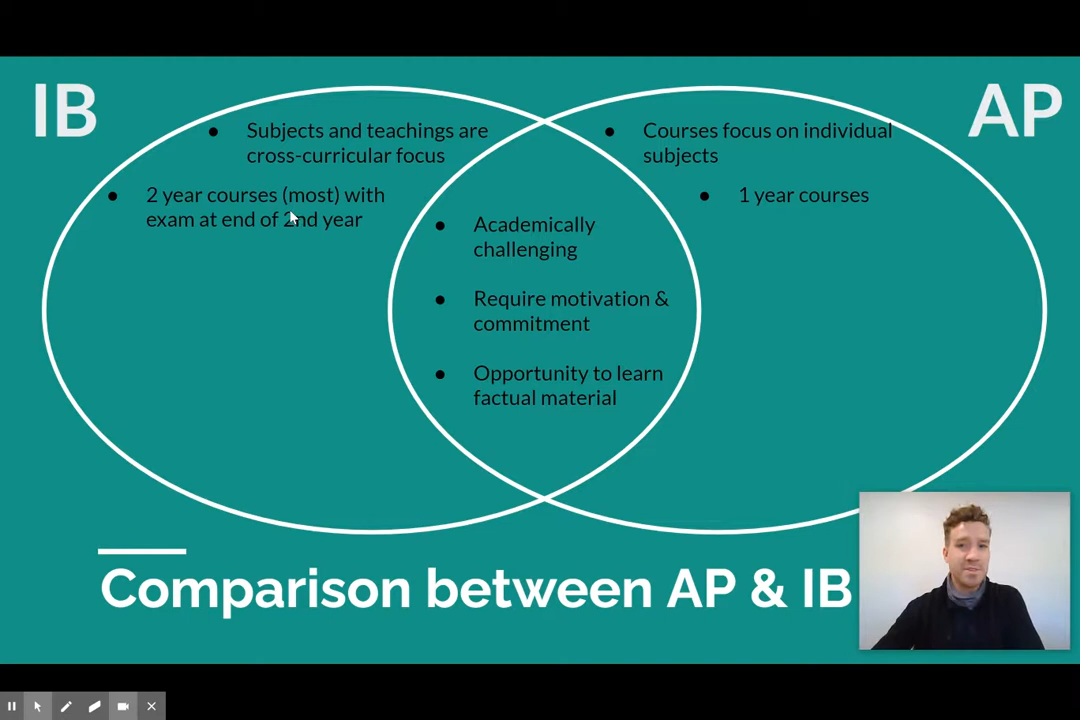 IB
AP
● Subjects and teachings are
cross-curricular focus
● 2 year courses (most) with
exam at end of 2nd year
● Academically
challenging
● Require motivation &
commitment
● Opportunity to learn
factual material
● Courses focus on individual
subjects
● 1 year courses
Comparison between AP & IB